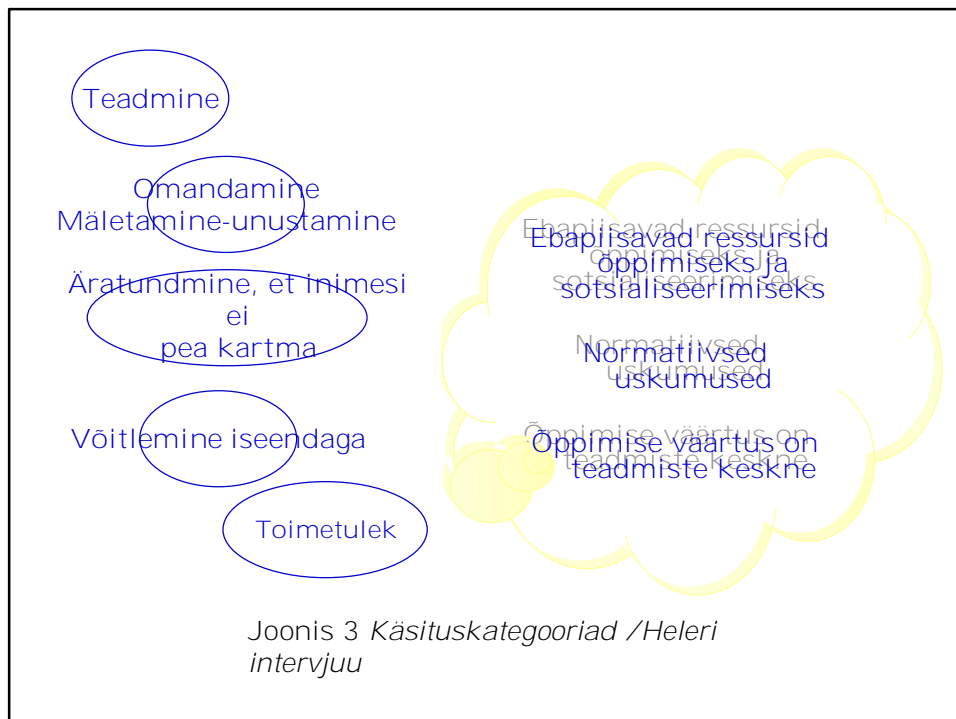 Teadmine
Omandamine
Mäletamine-unustamine
Äratundmine, et inimesi
ei
pea kartma
Võitlemine iseendaga
Toimetulek
Ebapiisavad ressursid
õppimiseks ja
sotsialiseerimiseks
Normatiivsed
uskumused
Õppimise väärtus on
teadmiste keskne
Joonis 3 Käsituskategooriad /Heleri
intervjuu